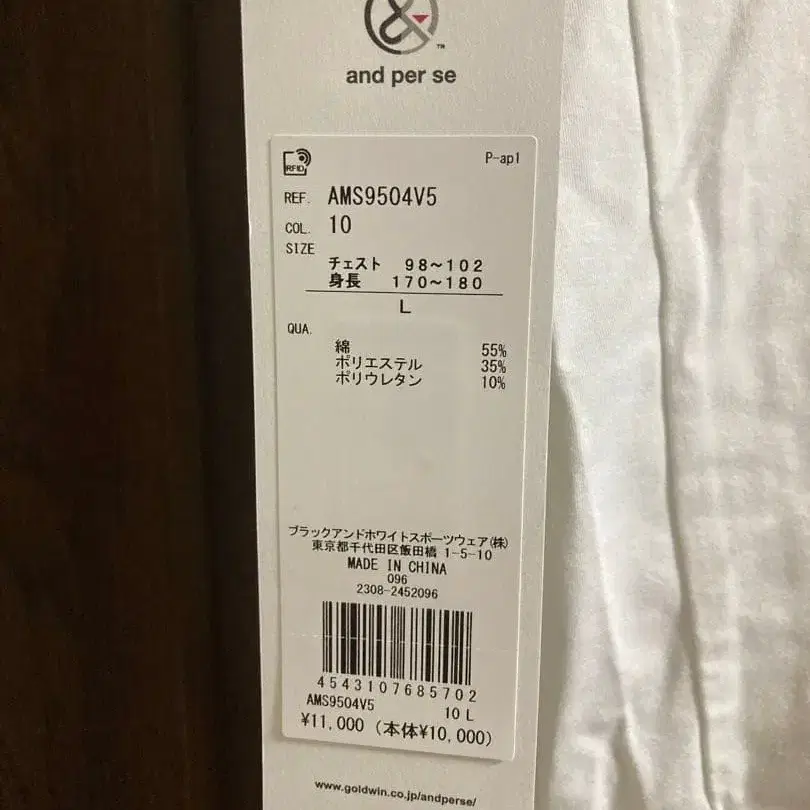 &
™
and per se
RFID
P-apl
REF. AMS9504V5
COL. 10
SIZE
チェスト 98~102
身長 170~180
L
QUA.
綿 55%
ポリエステル 35%
ポリウレタン 10%
ブラックアンドホワイトスポーツウェア(株)
東京都千代田区飯田橋 1-5-10
MADE IN CHINA
096
2308-2452096
4543107685702
AMS9504V5 10 L
¥11,000 (本体¥10,000)
www.goldwin.co.jp/andperse/